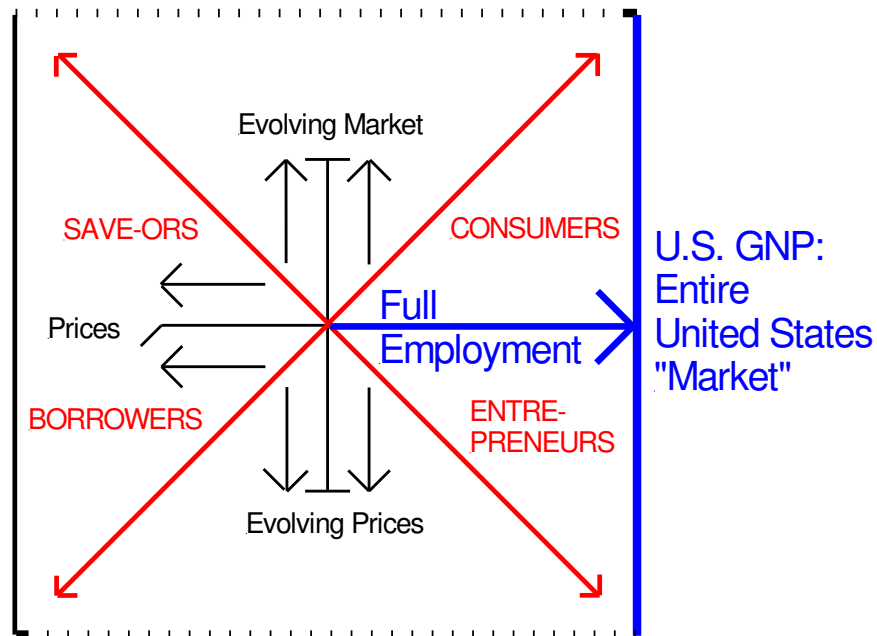 Evolving Market
SAVE-ORS
CONSUMERS
U.S. GNP:
Entire
United States
"Market"
Full
Employment
Prices
BORROWERS
ENTRE-
PRENEURS
Evolving Prices